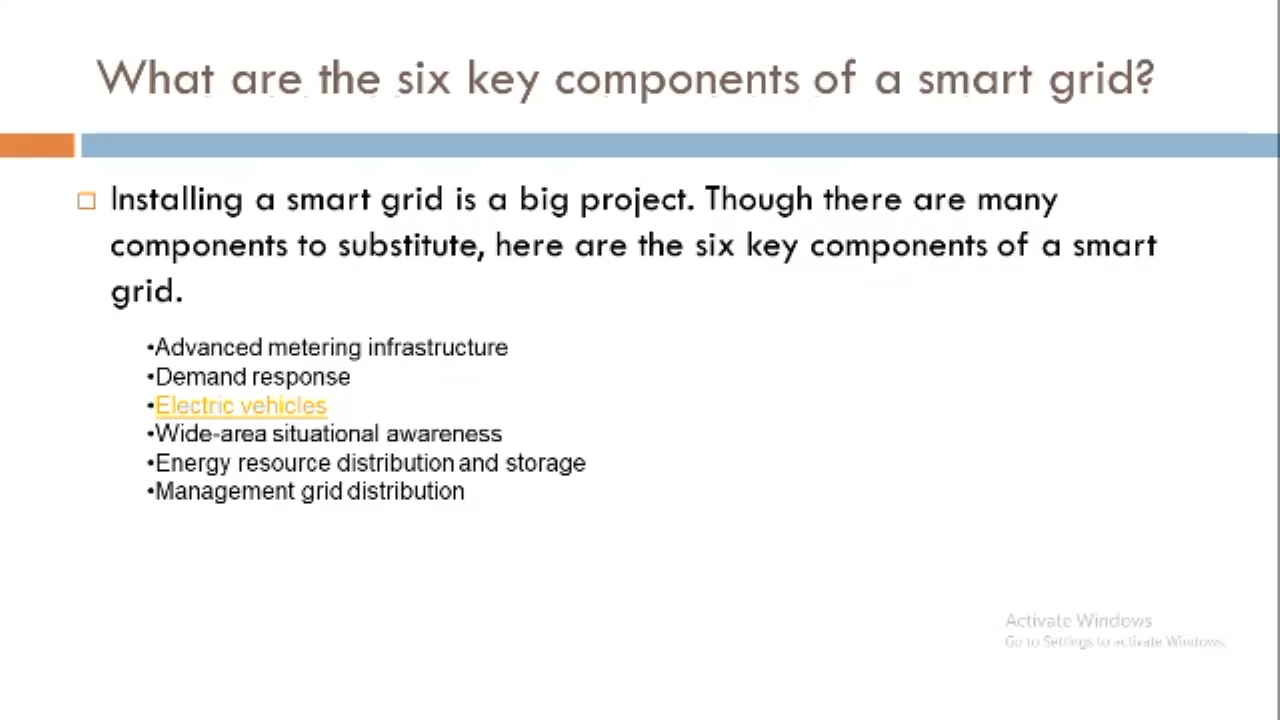 What are the six key components of a smart grid?
Installing a smart grid is a big project. Though there are many
components to substitute, here are the six key components of a smart
grid.
•Advanced metering infrastructure
•Demand response
•Electric vehicles
•Wide-area situational awareness
•Energy resource distribution and storage
•Management grid distribution
Activate Windows
Go to Settings to activate Windows.